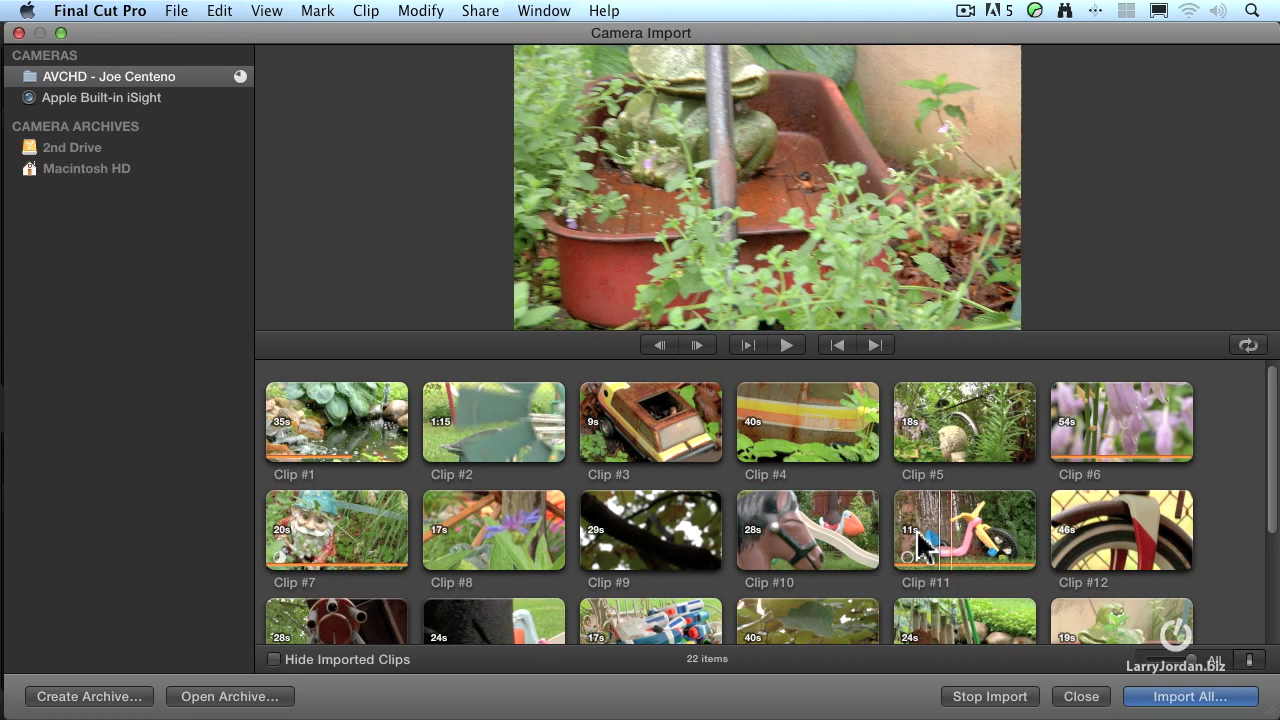 Final Cut Pro File Edit View Mark Clip Modify Share Window Help 5
Camera Import
CAMERAS
AVCHD - Joe Centeno
Apple Built-in iSight
CAMERA ARCHIVES
2nd Drive
Macintosh HD
35s 1:15 9s 40s 18s 54s
Clip #1 Clip #2 Clip #3 Clip #4 Clip #5 Clip #6
20s 17s 29s 28s 11s 46s
Clip #7 Clip #8 Clip #9 Clip #10 Clip #11 Clip #12
28s 24s 17s 40s 24s 19s
Hide Imported Clips 22 items All
LarryJordan.biz
Create Archive... Open Archive... Stop Import Close Import All...